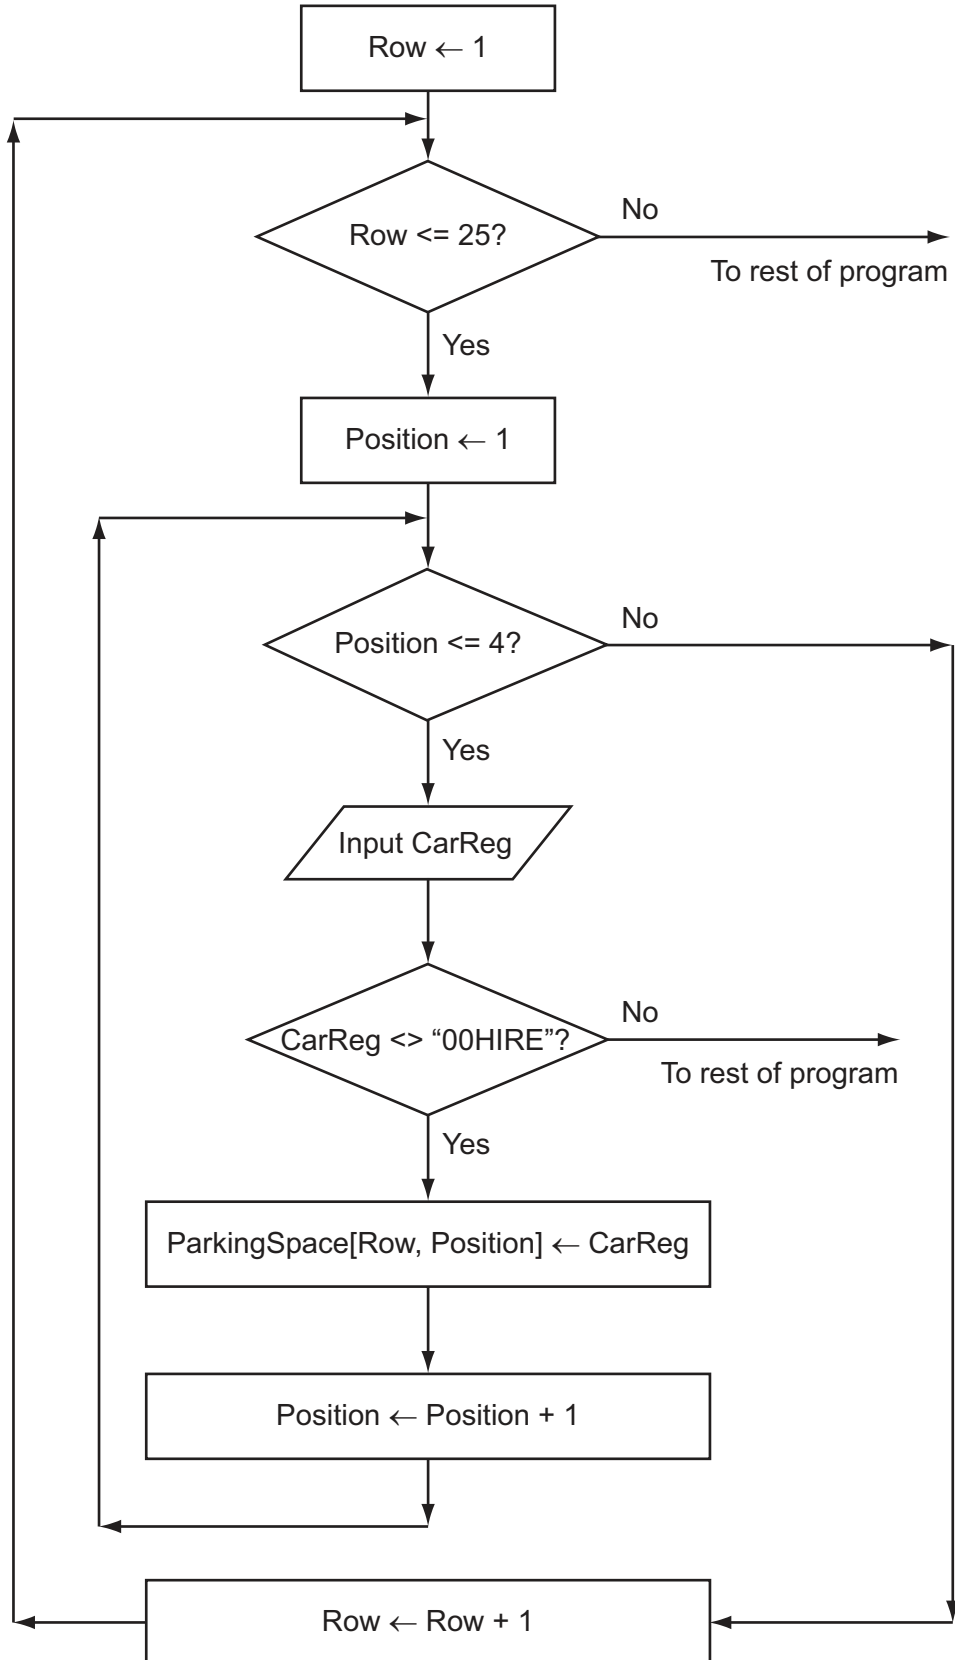 Row ← 1
Row <= 25?
No
To rest of program
Yes
Position ← 1
Position <= 4?
No
Yes
Input CarReg
CarReg <> “00HIRE”?
No
To rest of program
Yes
ParkingSpace[Row, Position] ← CarReg
Position ← Position + 1
Row ← Row + 1